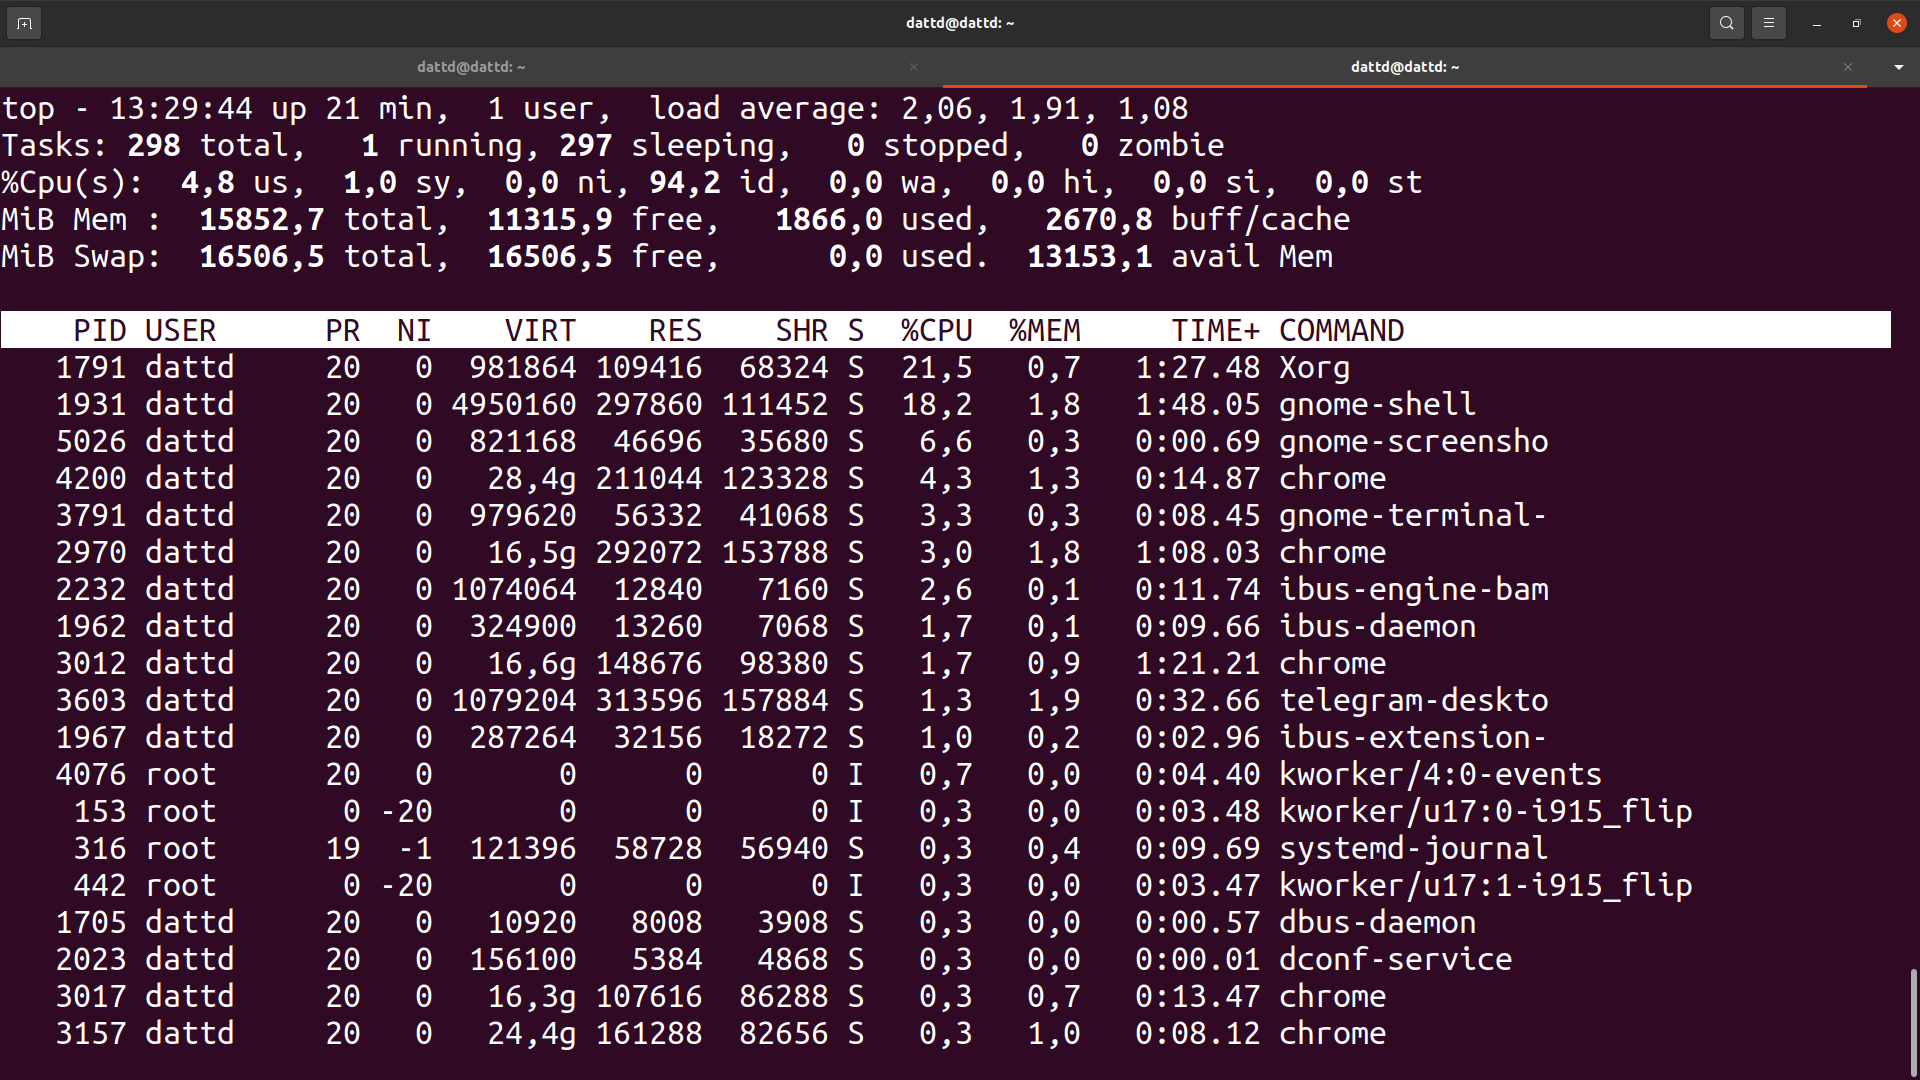 dattd@dattd: ~
dattd@dattd: ~ dattd@dattd: ~
top - 13:29:44 up 21 min,  1 user,  load average: 2,06, 1,91, 1,08
Tasks: 298 total,   1 running, 297 sleeping,   0 stopped,   0 zombie
%Cpu(s):  4,8 us,  1,0 sy,  0,0 ni, 94,2 id,  0,0 wa,  0,0 hi,  0,0 si,  0,0 st
MiB Mem :  15852,7 total,  11315,9 free,   1866,0 used,   2670,8 buff/cache
MiB Swap:  16506,5 total,  16506,5 free,      0,0 used.  13153,1 avail Mem
PID USER      PR  NI    VIRT    RES    SHR S  %CPU  %MEM     TIME+ COMMAND
1791 dattd     20   0  981864 109416  68324 S  21,5   0,7   1:27.48 Xorg
1931 dattd     20   0 4950160 297860 111452 S  18,2   1,8   1:48.05 gnome-shell
5026 dattd     20   0  821168  46696  35680 S   6,6   0,3   0:00.69 gnome-screensho
4200 dattd     20   0   28,4g 211044 123328 S   4,3   1,3   0:14.87 chrome
3791 dattd     20   0  979620  56332  41068 S   3,3   0,3   0:08.45 gnome-terminal-
2970 dattd     20   0   16,5g 292072 153788 S   3,0   1,8   1:08.03 chrome
2232 dattd     20   0 1074064  12840   7160 S   2,6   0,1   0:11.74 ibus-engine-bam
1962 dattd     20   0  324900  13260   7068 S   1,7   0,1   0:09.66 ibus-daemon
3012 dattd     20   0   16,6g 148676  98380 S   1,7   0,9   1:21.21 chrome
3603 dattd     20   0 1079204 313596 157884 S   1,3   1,9   0:32.66 telegram-deskto
1967 dattd     20   0  287264  32156  18272 S   1,0   0,2   0:02.96 ibus-extension-
4076 root      20   0       0      0      0 I   0,7   0,0   0:04.40 kworker/4:0-events
153 root       0 -20       0      0      0 I   0,3   0,0   0:03.48 kworker/u17:0-i915_flip
316 root      19  -1  121396  58728  56940 S   0,3   0,4   0:09.69 systemd-journal
442 root       0 -20       0      0      0 I   0,3   0,0   0:03.47 kworker/u17:1-i915_flip
1705 dattd     20   0   10920   8008   3908 S   0,3   0,0   0:00.57 dbus-daemon
2023 dattd     20   0  156100   5384   4868 S   0,3   0,0   0:00.01 dconf-service
3017 dattd     20   0   16,3g 107616  86288 S   0,3   0,7   0:13.47 chrome
3157 dattd     20   0   24,4g 161288  82656 S   0,3   1,0   0:08.12 chrome